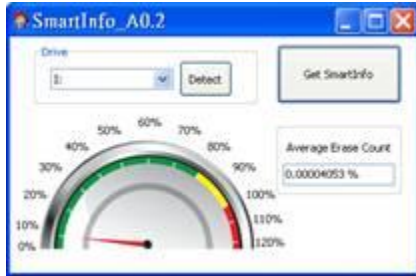 SmartInfo_A0.2
Drive
I:
Detect
Get SmartInfo
Average Erase Count
0.00004053 %
0%
10%
20%
30%
40%
50%
60%
70%
80%
90%
100%
110%
120%